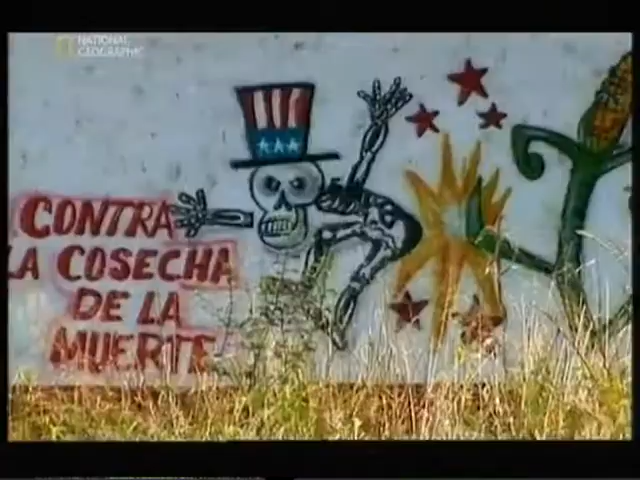 NATIONAL
GEOGRAPHIC
CONTRA
LA COSECHA
DE LA
MUERTE